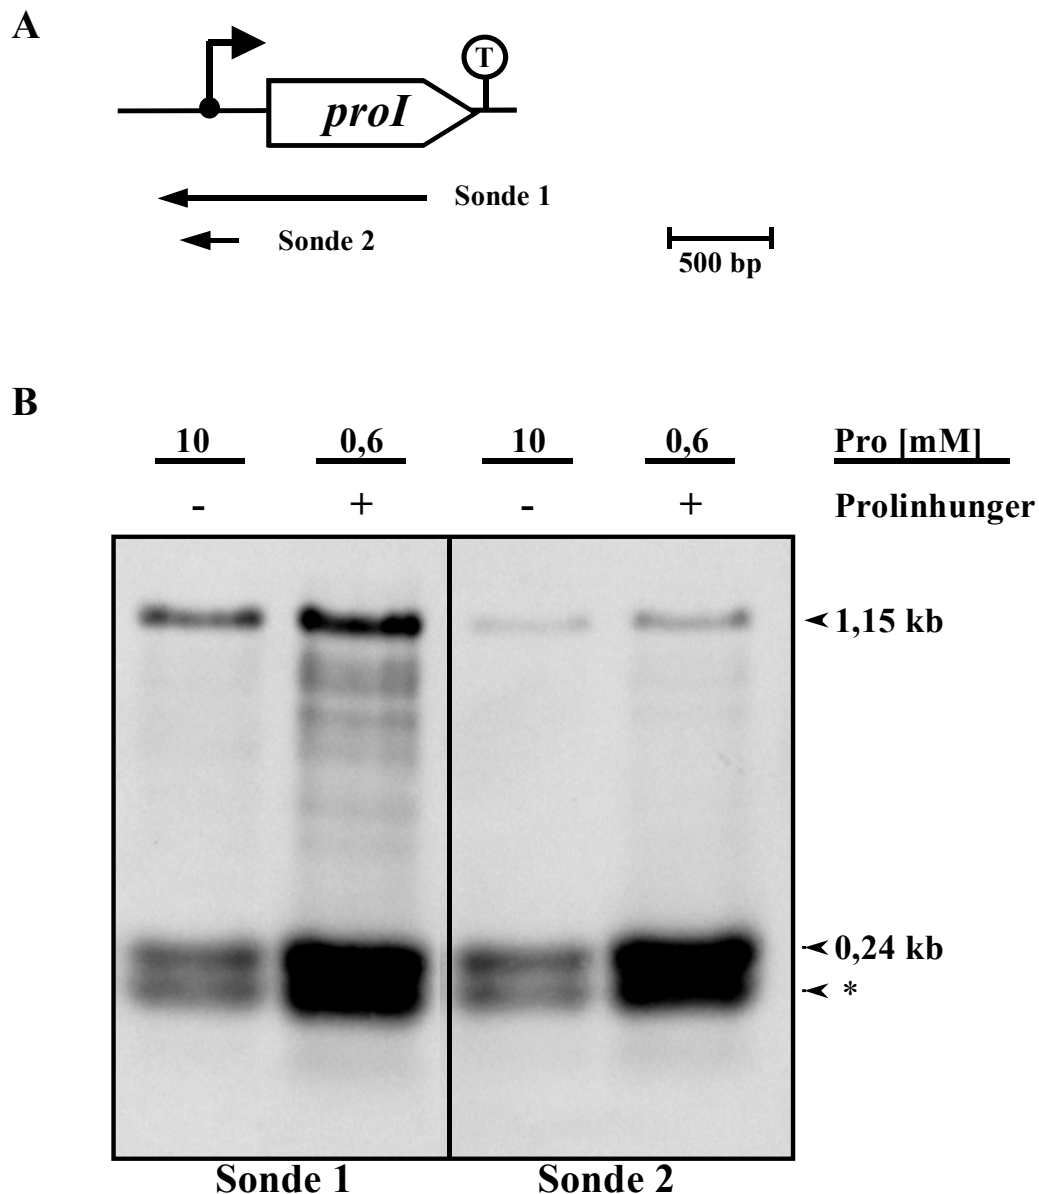 A
T
proI
Sonde 1
Sonde 2
500 bp
B
10 0,6 10 0,6 Pro [mM]
- + - + Prolinhunger
1,15 kb
0,24 kb
*
Sonde 1 Sonde 2